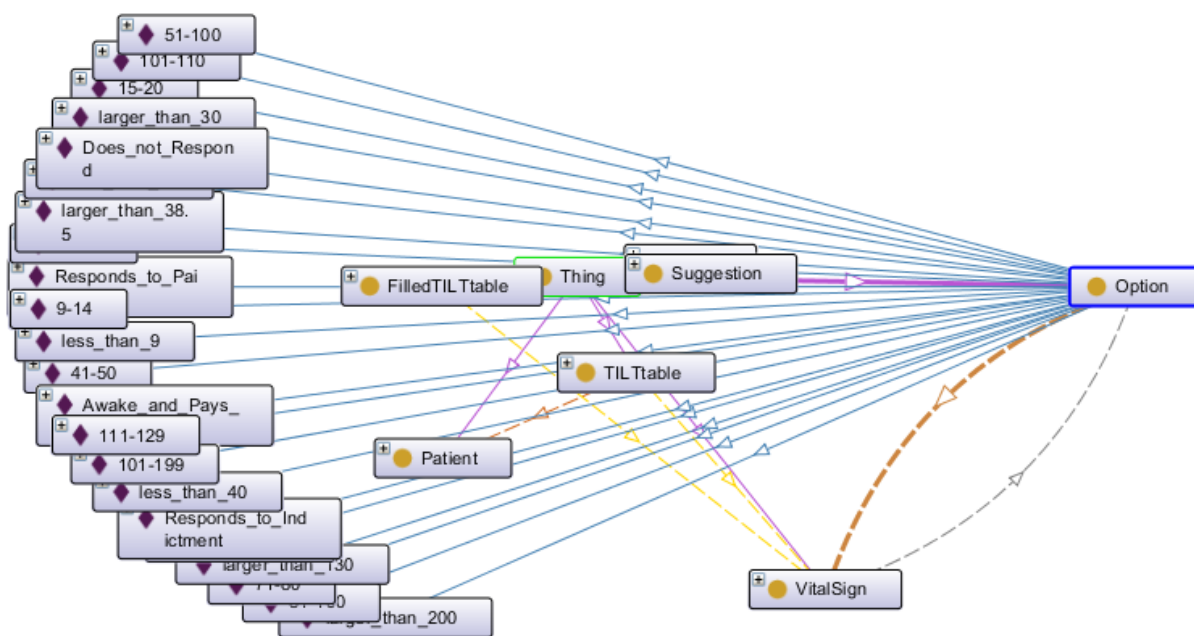 51-100
101-110
15-20
larger_than_30
Does_not_Respon
d
larger_than_38.
5
Responds_to_Pai
9-14
less_than_9
41-50
Awake_and_Pays_
111-129
101-199
less_than_40
Responds_to_Ind
ictment
larger_than_130
larger_than_200
FilledTILTtable
Thing
Suggestion
Option
TILTtable
Patient
VitalSign